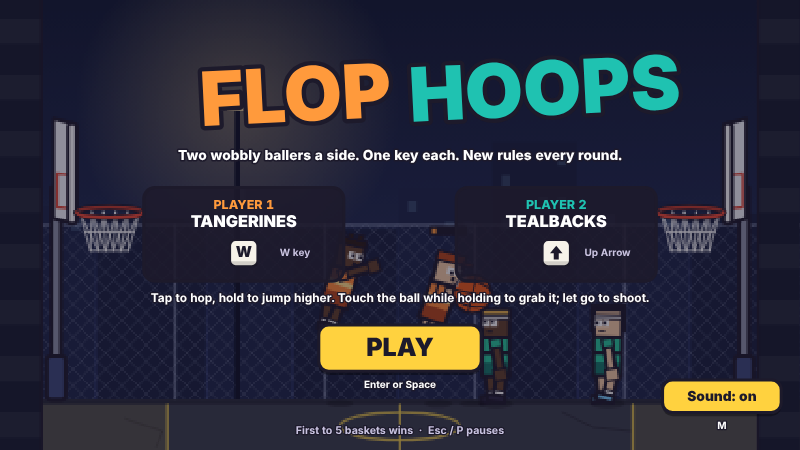 FLOP HOOPS
Two wobbly ballers a side. One key each. New rules every round.
PLAYER 1
TANGERINES
W W key
PLAYER 2
TEALBACKS
Up Arrow
Tap to hop, hold to jump higher. Touch the ball while holding to grab it; let go to shoot.
PLAY
Enter or Space
Sound: on
M
First to 5 baskets wins · Esc / P pauses